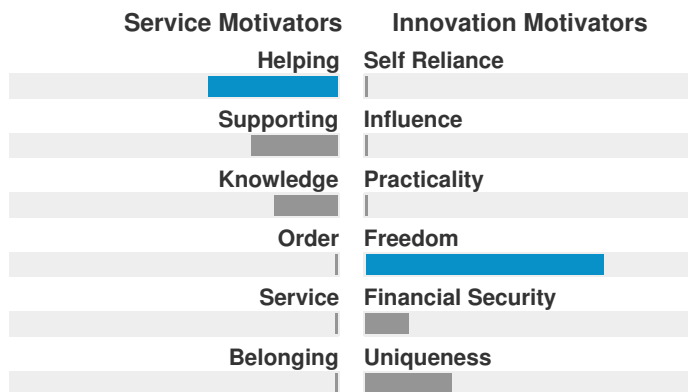 Service Motivators Innovation Motivators
Helping Self Reliance
Supporting Influence
Knowledge Practicality
Order Freedom
Service Financial Security
Belonging Uniqueness